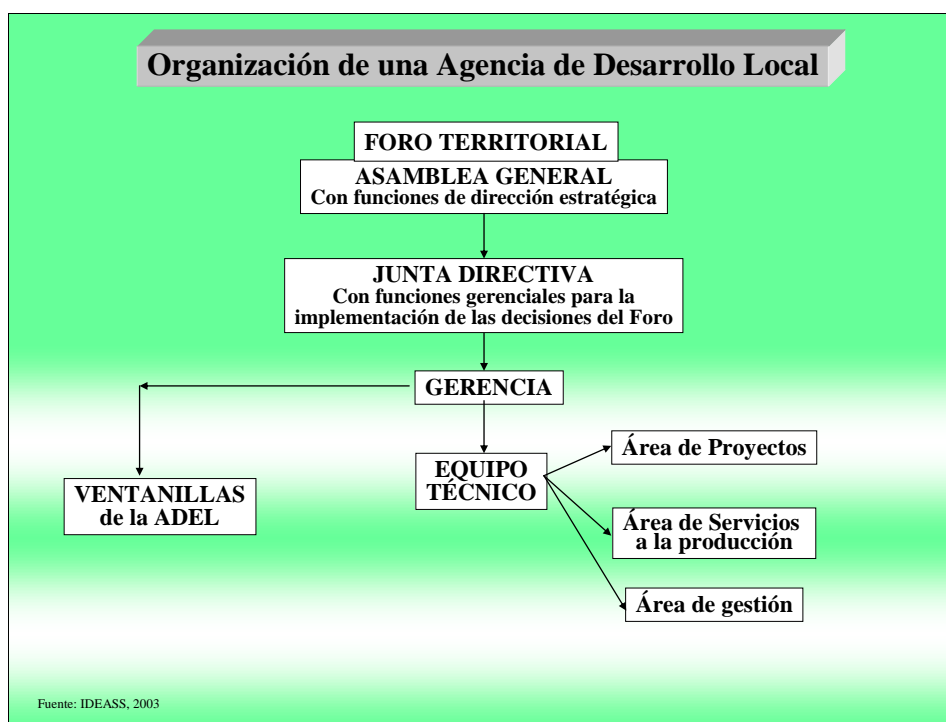 Organización de una Agencia de Desarrollo Local
FORO TERRITORIAL
ASAMBLEA GENERAL
Con funciones de dirección estratégica
JUNTA DIRECTIVA
Con funciones gerenciales para la
implementación de las decisiones del Foro
GERENCIA
VENTANILLAS
de la ADEL
EQUIPO
TÉCNICO
Área de Proyectos
Área de Servicios
a la producción
Área de gestión
Fuente: IDEASS, 2003